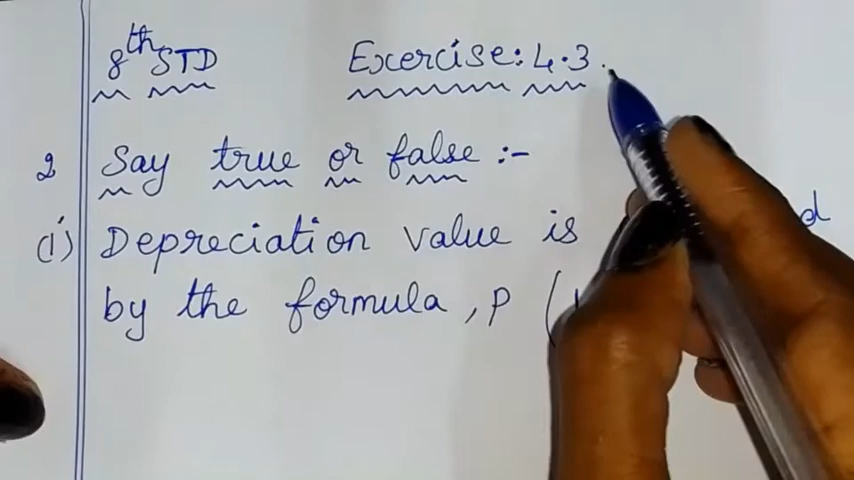 8th STD Exercise: 4.3.
2 Say true or false :-
(i) Depreciation value is
by the formula, P (